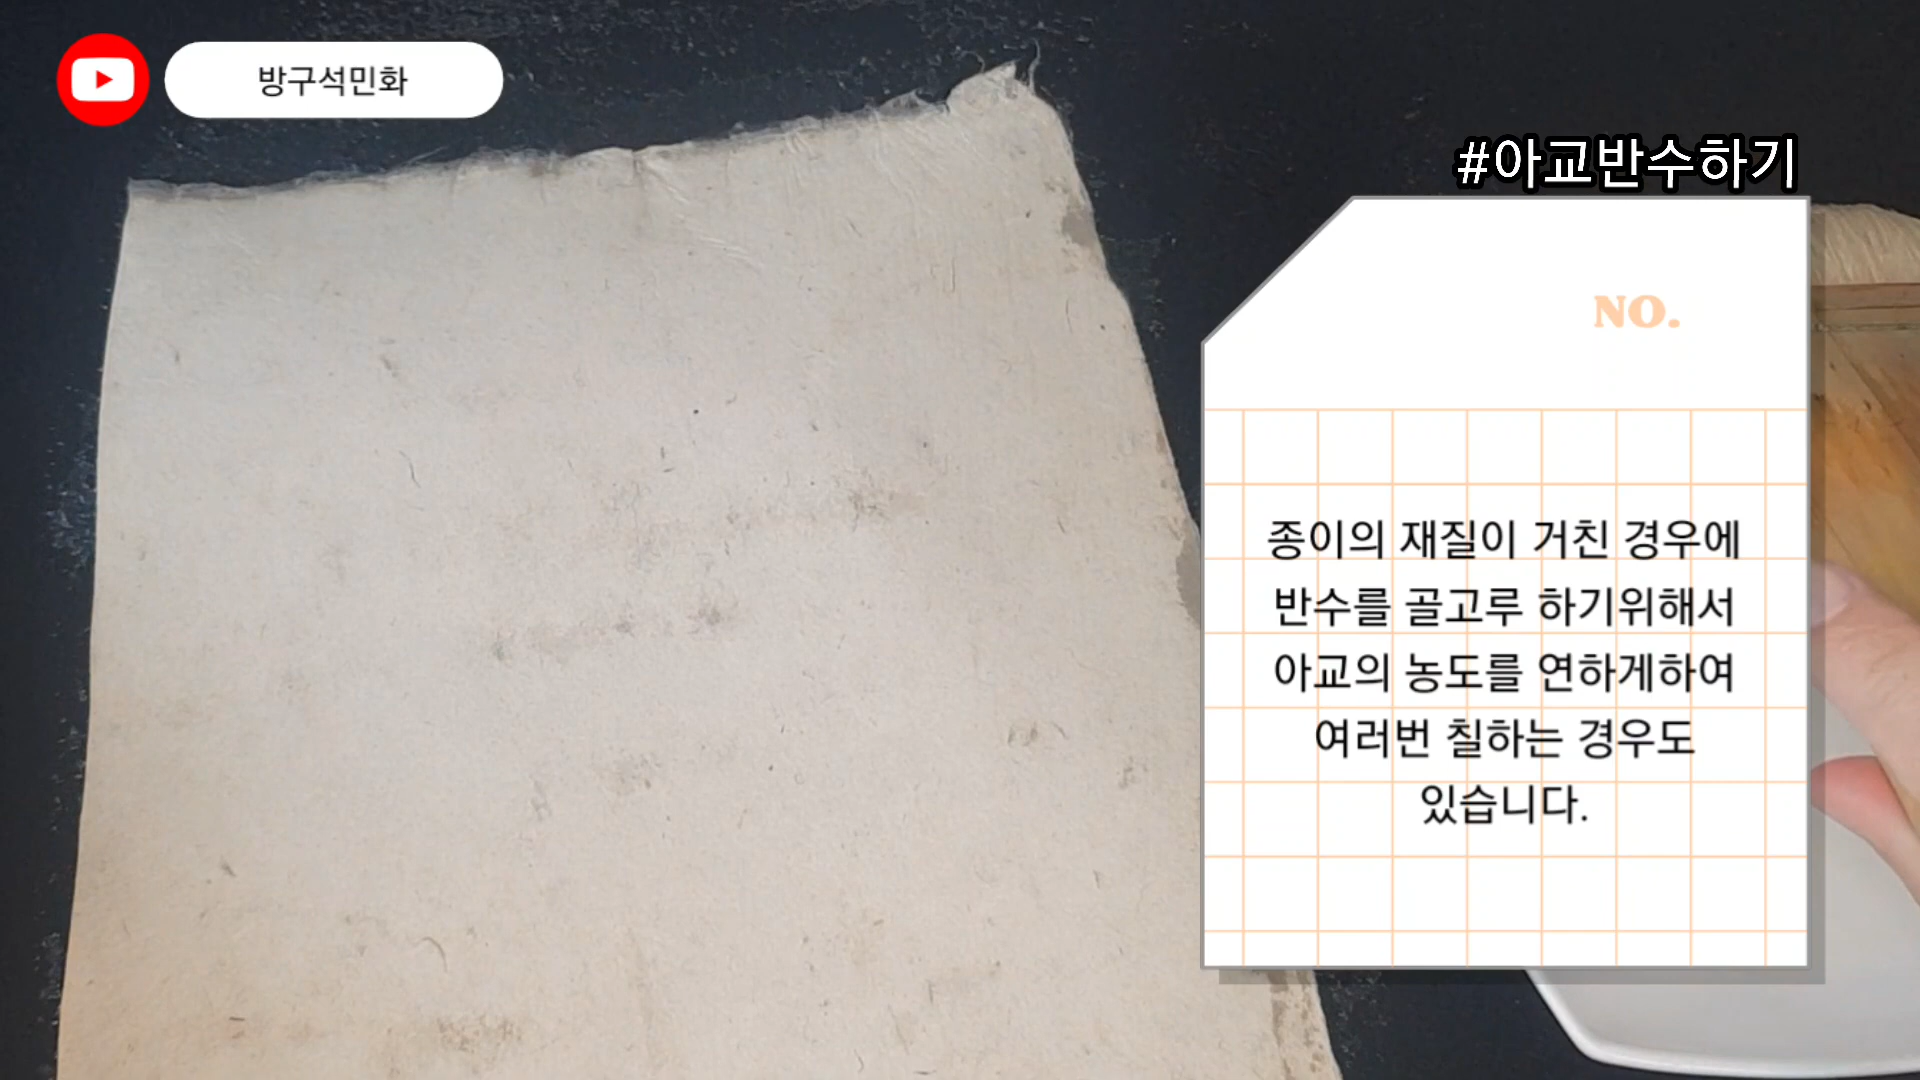 방구석민화
#아교반수하기
NO.
종이의 재질이 거친 경우에
반수를 골고루 하기위해서
아교의 농도를 연하게하여
여러번 칠하는 경우도
있습니다.